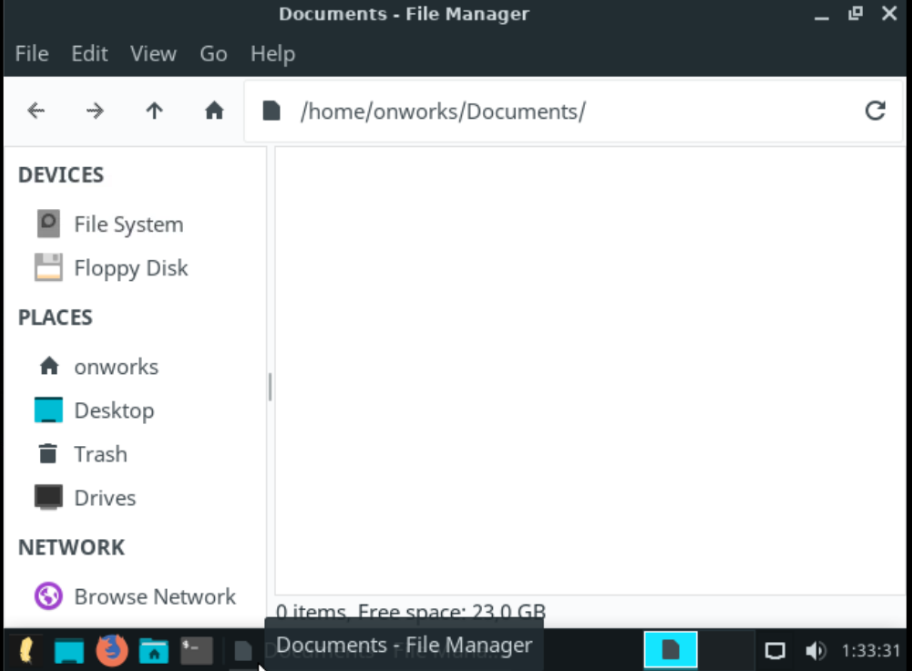 Documents - File Manager
File Edit View Go Help
/home/onworks/Documents/
DEVICES
File System
Floppy Disk
PLACES
onworks
Desktop
Trash
Drives
NETWORK
Browse Network
0 items, Free space: 23,0 GB
Documents - File Manager
1:33:31